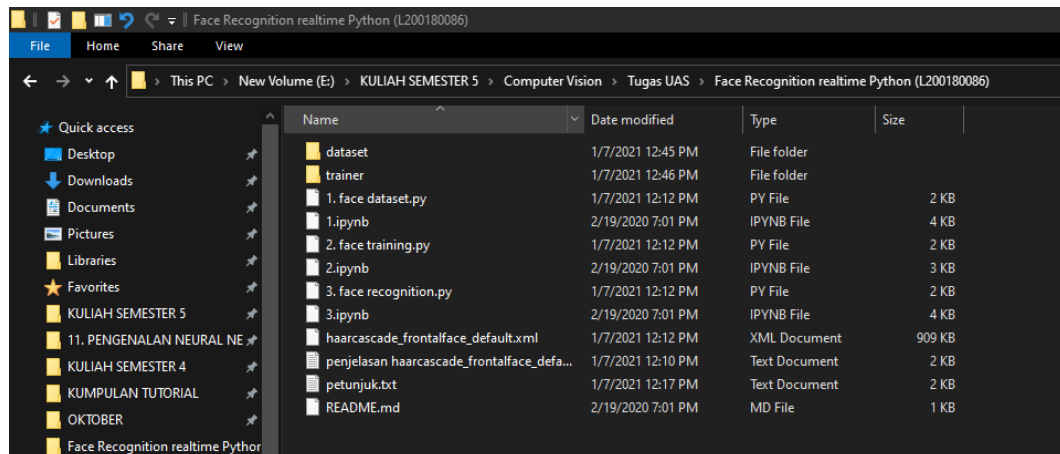 Face Recognition realtime Python (L200180086)
File Home Share View
This PC > New Volume (E:) > KULIAH SEMESTER 5 > Computer Vision > Tugas UAS > Face Recognition realtime Python (L200180086)
Quick access
Desktop
Downloads
Documents
Pictures
Libraries
Favorites
KULIAH SEMESTER 5
11. PENGENALAN NEURAL NE
KULIAH SEMESTER 4
KUMPULAN TUTORIAL
OKTOBER
Face Recognition realtime Python
Name Date modified Type Size
dataset 1/7/2021 12:45 PM File folder
trainer 1/7/2021 12:46 PM File folder
1. face dataset.py 1/7/2021 12:12 PM PY File 2 KB
1.ipynb 2/19/2020 7:01 PM IPYNB File 4 KB
2. face training.py 1/7/2021 12:12 PM PY File 2 KB
2.ipynb 2/19/2020 7:01 PM IPYNB File 3 KB
3. face recognition.py 1/7/2021 12:12 PM PY File 2 KB
3.ipynb 2/19/2020 7:01 PM IPYNB File 4 KB
haarcascade_frontalface_default.xml 1/7/2021 12:12 PM XML Document 909 KB
penjelasan haarcascade_frontalface_defa... 1/7/2021 12:10 PM Text Document 2 KB
petunjuk.txt 1/7/2021 12:17 PM Text Document 2 KB
README.md 2/19/2020 7:01 PM MD File 1 KB